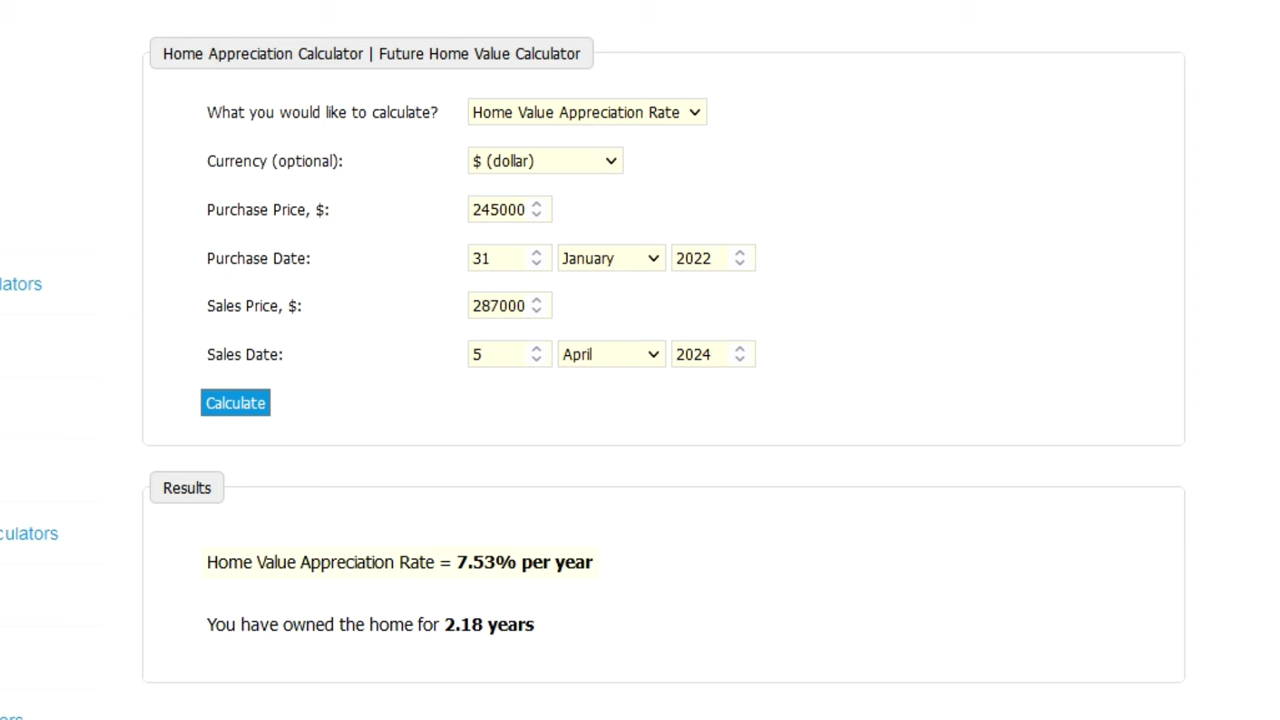 Home Appreciation Calculator | Future Home Value Calculator
What you would like to calculate? Home Value Appreciation Rate
Currency (optional): $ (dollar)
Purchase Price, $: 245000
Purchase Date: 31 January 2022
lators
Sales Price, $: 287000
Sales Date: 5 April 2024
Calculate
Results
culators
Home Value Appreciation Rate = 7.53% per year
You have owned the home for 2.18 years